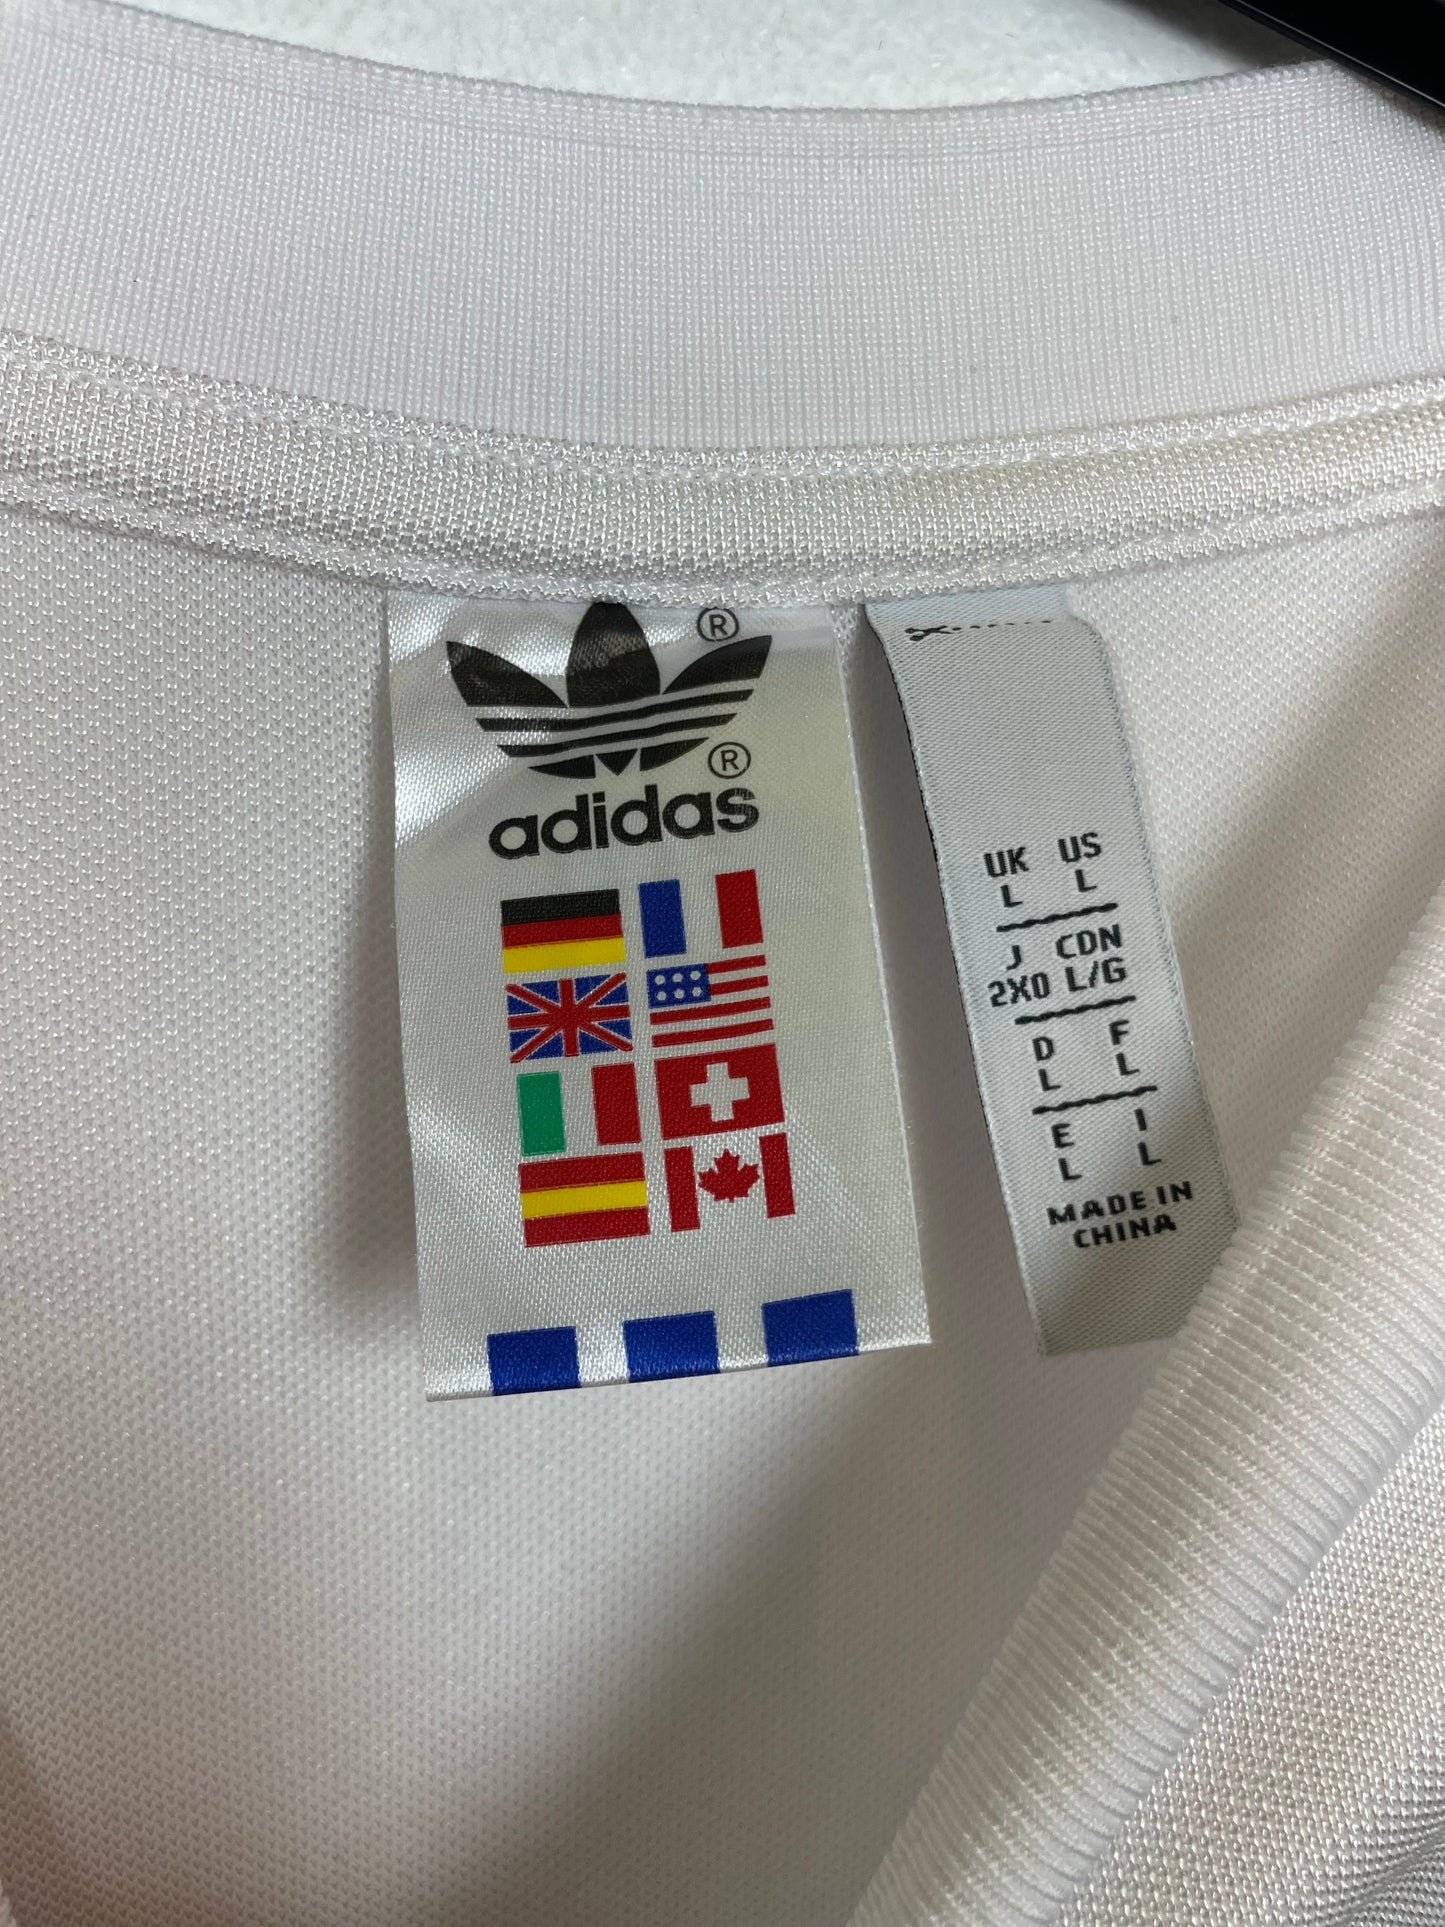 ®
®
adidas
UK US
L L
J CDN
2XO L/G
D F
L L
E I
L L
MADE IN
CHINA